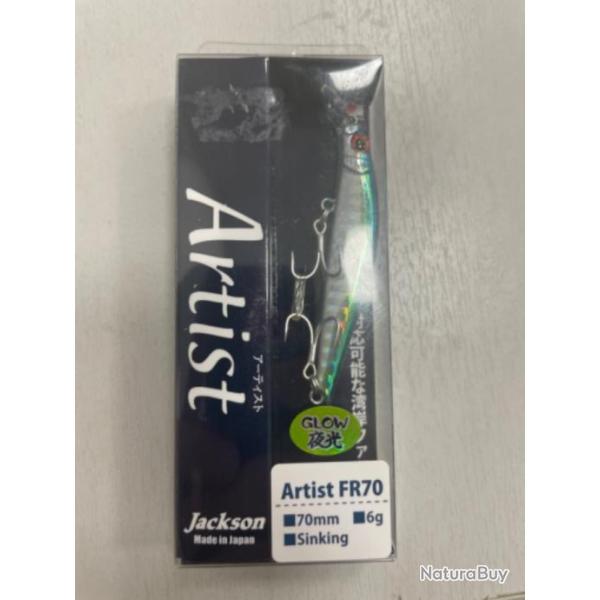 Artist
アーティスト
GLOW
夜光
Artist FR70
■70mm ■6g
■Sinking
Jackson
Made in Japan
NaturaBuy